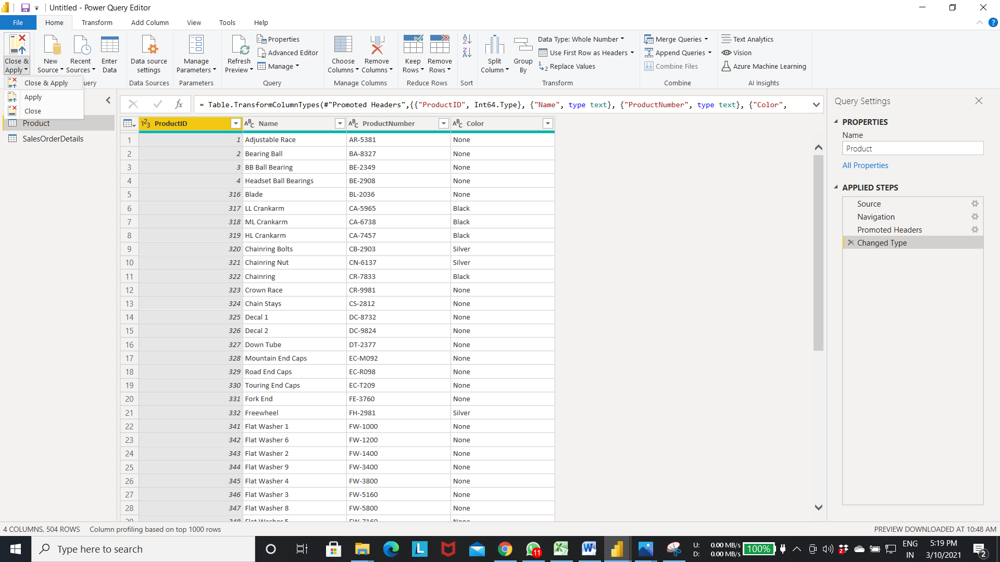 Untitled - Power Query Editor
File Home Transform Add Column View Tools Help
Close & Apply
New Source
Recent Sources
Enter Data
Data source settings
Manage Parameters
Refresh Preview
Properties
Advanced Editor
Manage
Choose Columns
Remove Columns
Keep Rows
Remove Rows
Split Column
Group By
Data Type: Whole Number
Use First Row as Headers
Replace Values
Merge Queries
Append Queries
Combine Files
Text Analytics
Vision
Azure Machine Learning
uery Data Sources Parameters Query Manage Columns Reduce Rows Sort Transform Combine AI Insights
Close & Apply
Apply
Close
Product
SalesOrderDetails
fx = Table.TransformColumnTypes(#"Promoted Headers",{{"ProductID", Int64.Type}, {"Name", type text}, {"ProductNumber", type text}, {"Color",
ProductID Name ProductNumber Color
1 1 Adjustable Race AR-5381 None
2 2 Bearing Ball BA-8327 None
3 3 BB Ball Bearing BE-2349 None
4 4 Headset Ball Bearings BE-2908 None
5 316 Blade BL-2036 None
6 317 LL Crankarm CA-5965 Black
7 318 ML Crankarm CA-6738 Black
8 319 HL Crankarm CA-7457 Black
9 320 Chainring Bolts CB-2903 Silver
10 321 Chainring Nut CN-6137 Silver
11 322 Chainring CR-7833 Black
12 323 Crown Race CR-9981 None
13 324 Chain Stays CS-2812 None
14 325 Decal 1 DC-8732 None
15 326 Decal 2 DC-9824 None
16 327 Down Tube DT-2377 None
17 328 Mountain End Caps EC-M092 None
18 329 Road End Caps EC-R098 None
19 330 Touring End Caps EC-T209 None
20 331 Fork End FE-3760 None
21 332 Freewheel FH-2981 Silver
22 341 Flat Washer 1 FW-1000 None
23 342 Flat Washer 6 FW-1200 None
24 343 Flat Washer 2 FW-1400 None
25 344 Flat Washer 9 FW-3400 None
26 345 Flat Washer 4 FW-3800 None
27 346 Flat Washer 3 FW-5160 None
28 347 Flat Washer 8 FW-5800 None
29 348 Flat Washer 5 FW-7160 None
Query Settings
PROPERTIES
Name
Product
All Properties
APPLIED STEPS
Source
Navigation
Promoted Headers
Changed Type
4 COLUMNS, 504 ROWS Column profiling based on top 1000 rows PREVIEW DOWNLOADED AT 10:48 AM
Type here to search
11
U: 0.00 MB/s
D: 0.00 MB/s
100%
2
ENG
IN
5:19 PM
3/10/2021
2